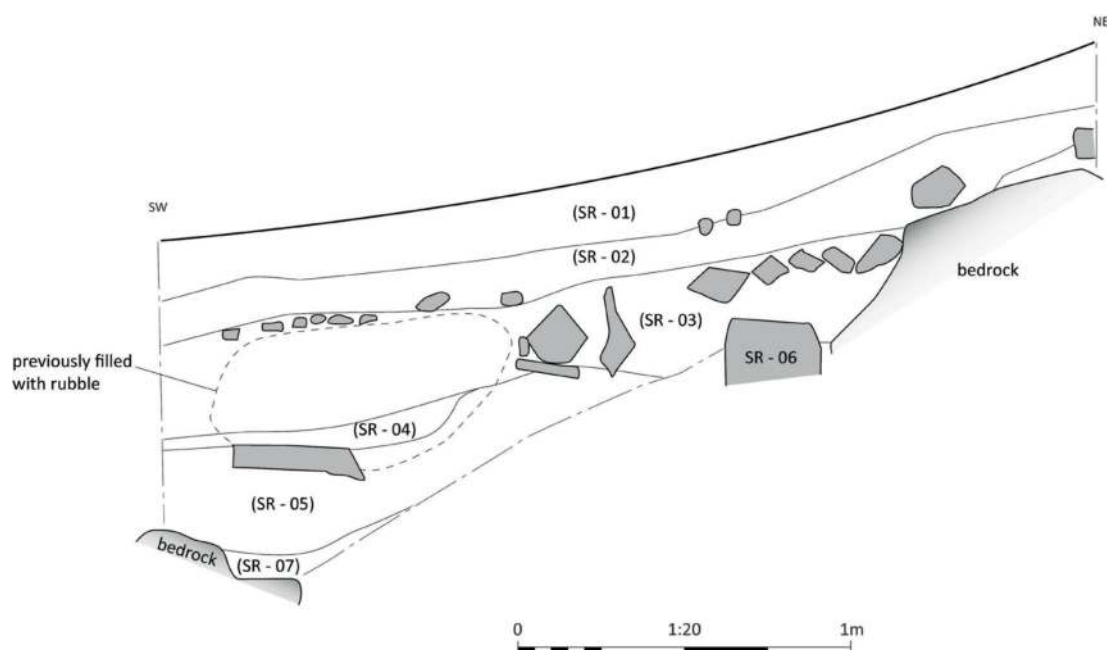 NE
SW
(SR - 01)
(SR - 02)
bedrock
(SR - 03)
SR - 06
previously filled
with rubble
(SR - 04)
(SR - 05)
bedrock
(SR - 07)
0 1:20 1m